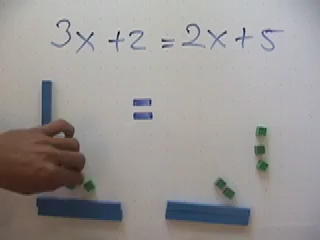 3x + 2 = 2x + 5
=